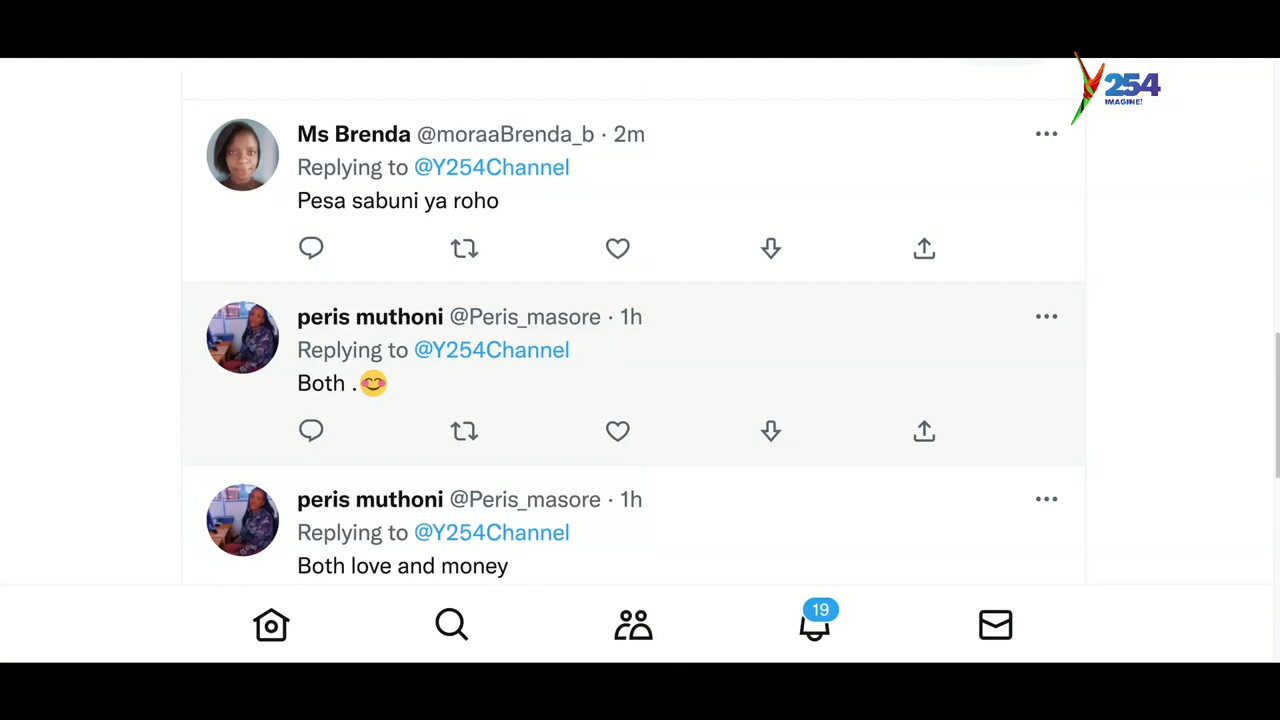 254
IMAGINE!
Ms Brenda @moraaBrenda_b · 2m
Replying to @Y254Channel
Pesa sabuni ya roho
peris muthoni @Peris_masore · 1h
Replying to @Y254Channel
Both .😊
peris muthoni @Peris_masore · 1h
Replying to @Y254Channel
Both love and money
19